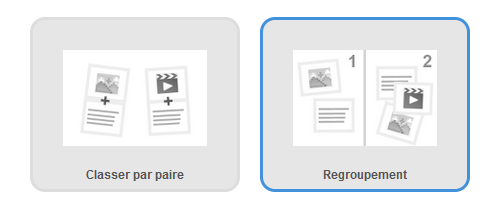 1 2
Classer par paire
Regroupement